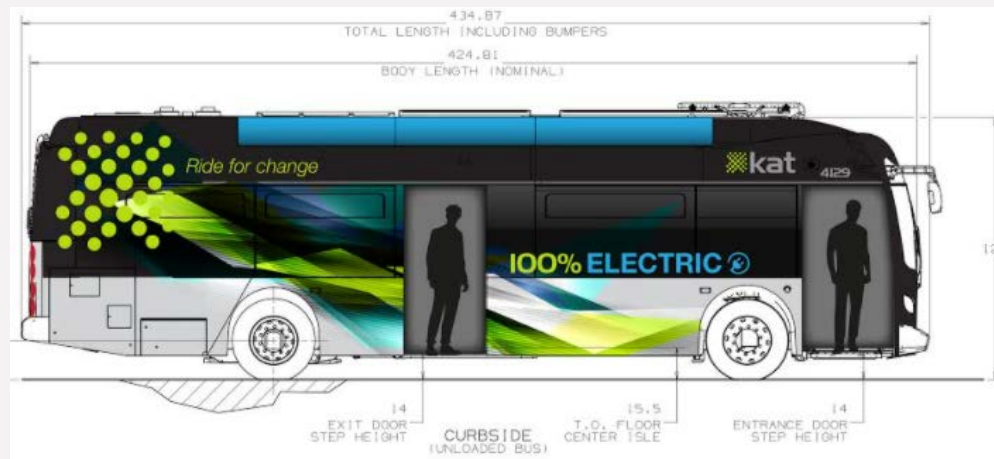 434.87
TOTAL LENGTH INCLUDING BUMPERS
424.81
BODY LENGTH (NOMINAL)
Ride for change
kat
4129
100% ELECTRIC
14
EXIT DOOR
STEP HEIGHT
CURBSIDE
(UNLOADED BUS)
15.5
T.O. FLOOR
CENTER ISLE
14
ENTRANCE DOOR
STEP HEIGHT